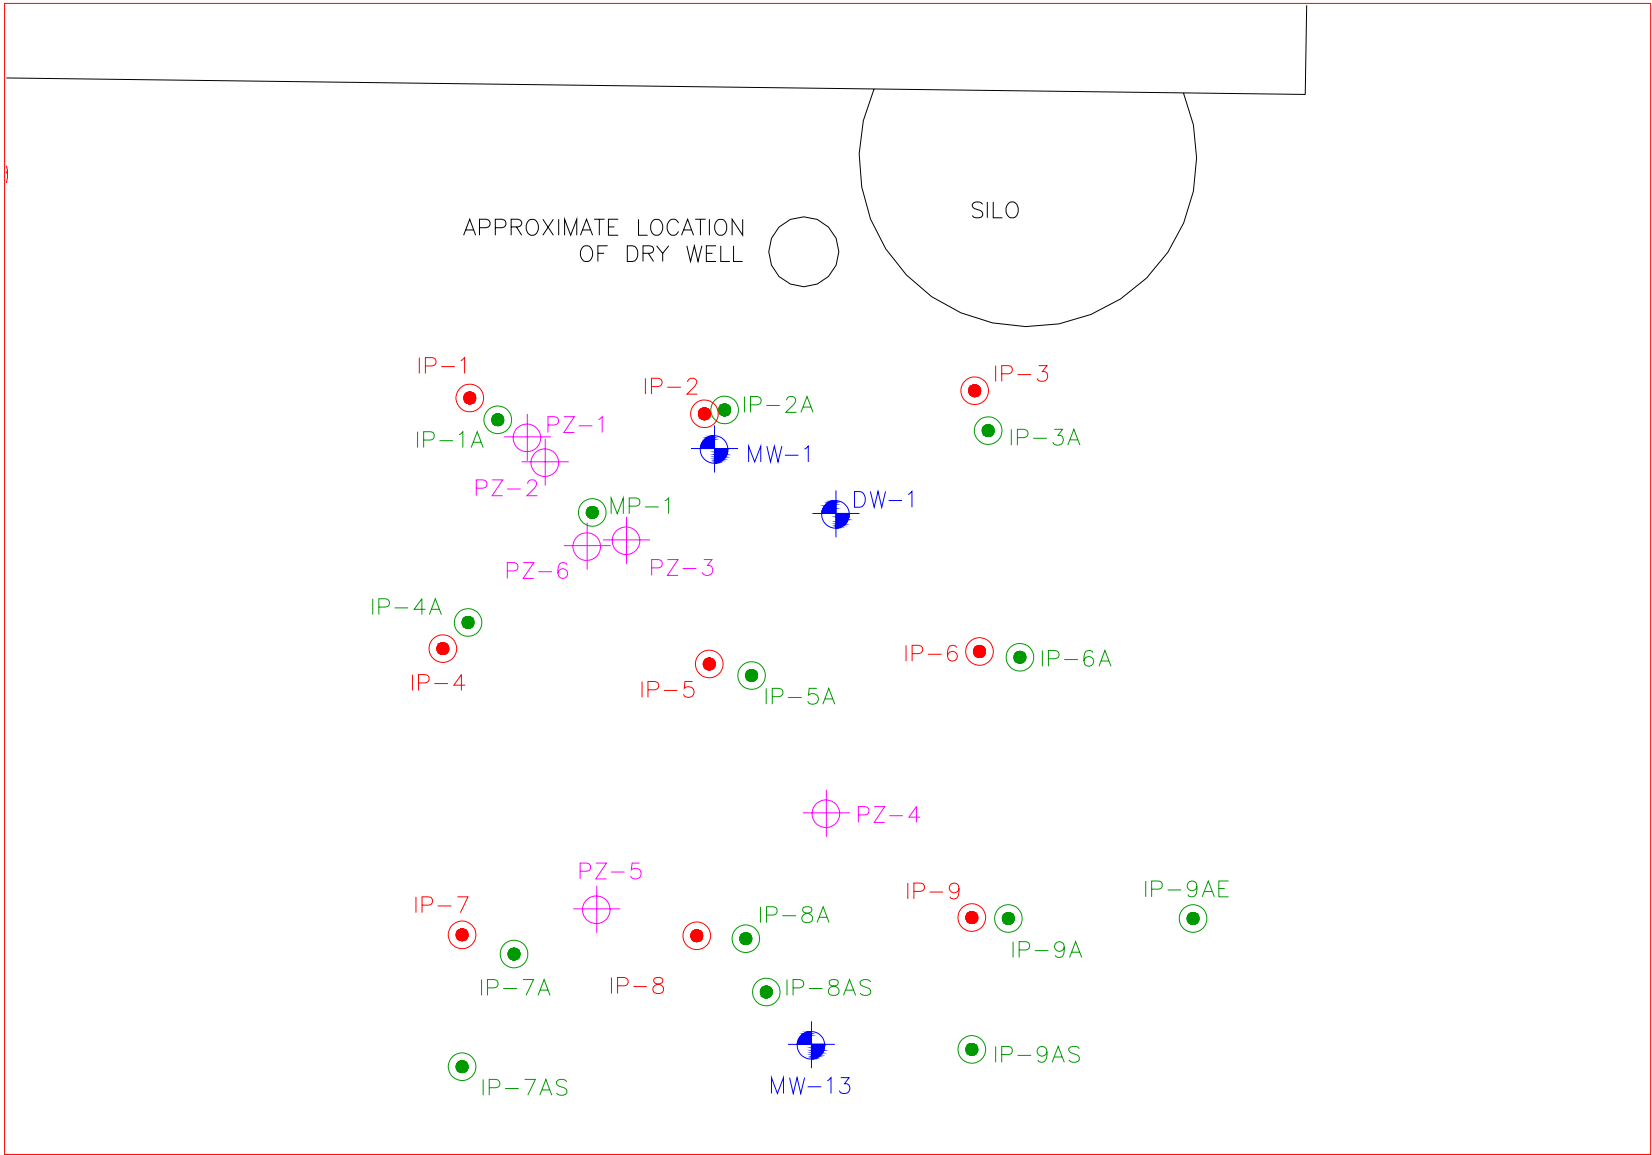 SILO
APPROXIMATE LOCATION
OF DRY WELL
IP-1
IP-3
IP-2
IP-2A
PZ-1
IP-1A
IP-3A
MW-1
PZ-2
DW-1
MP-1
PZ-3
PZ-6
IP-4A
IP-6
IP-6A
IP-4
IP-5
IP-5A
PZ-4
PZ-5
IP-9AE
IP-9
IP-7
IP-8A
IP-9A
IP-8
IP-7A
IP-8AS
IP-9AS
MW-13
IP-7AS